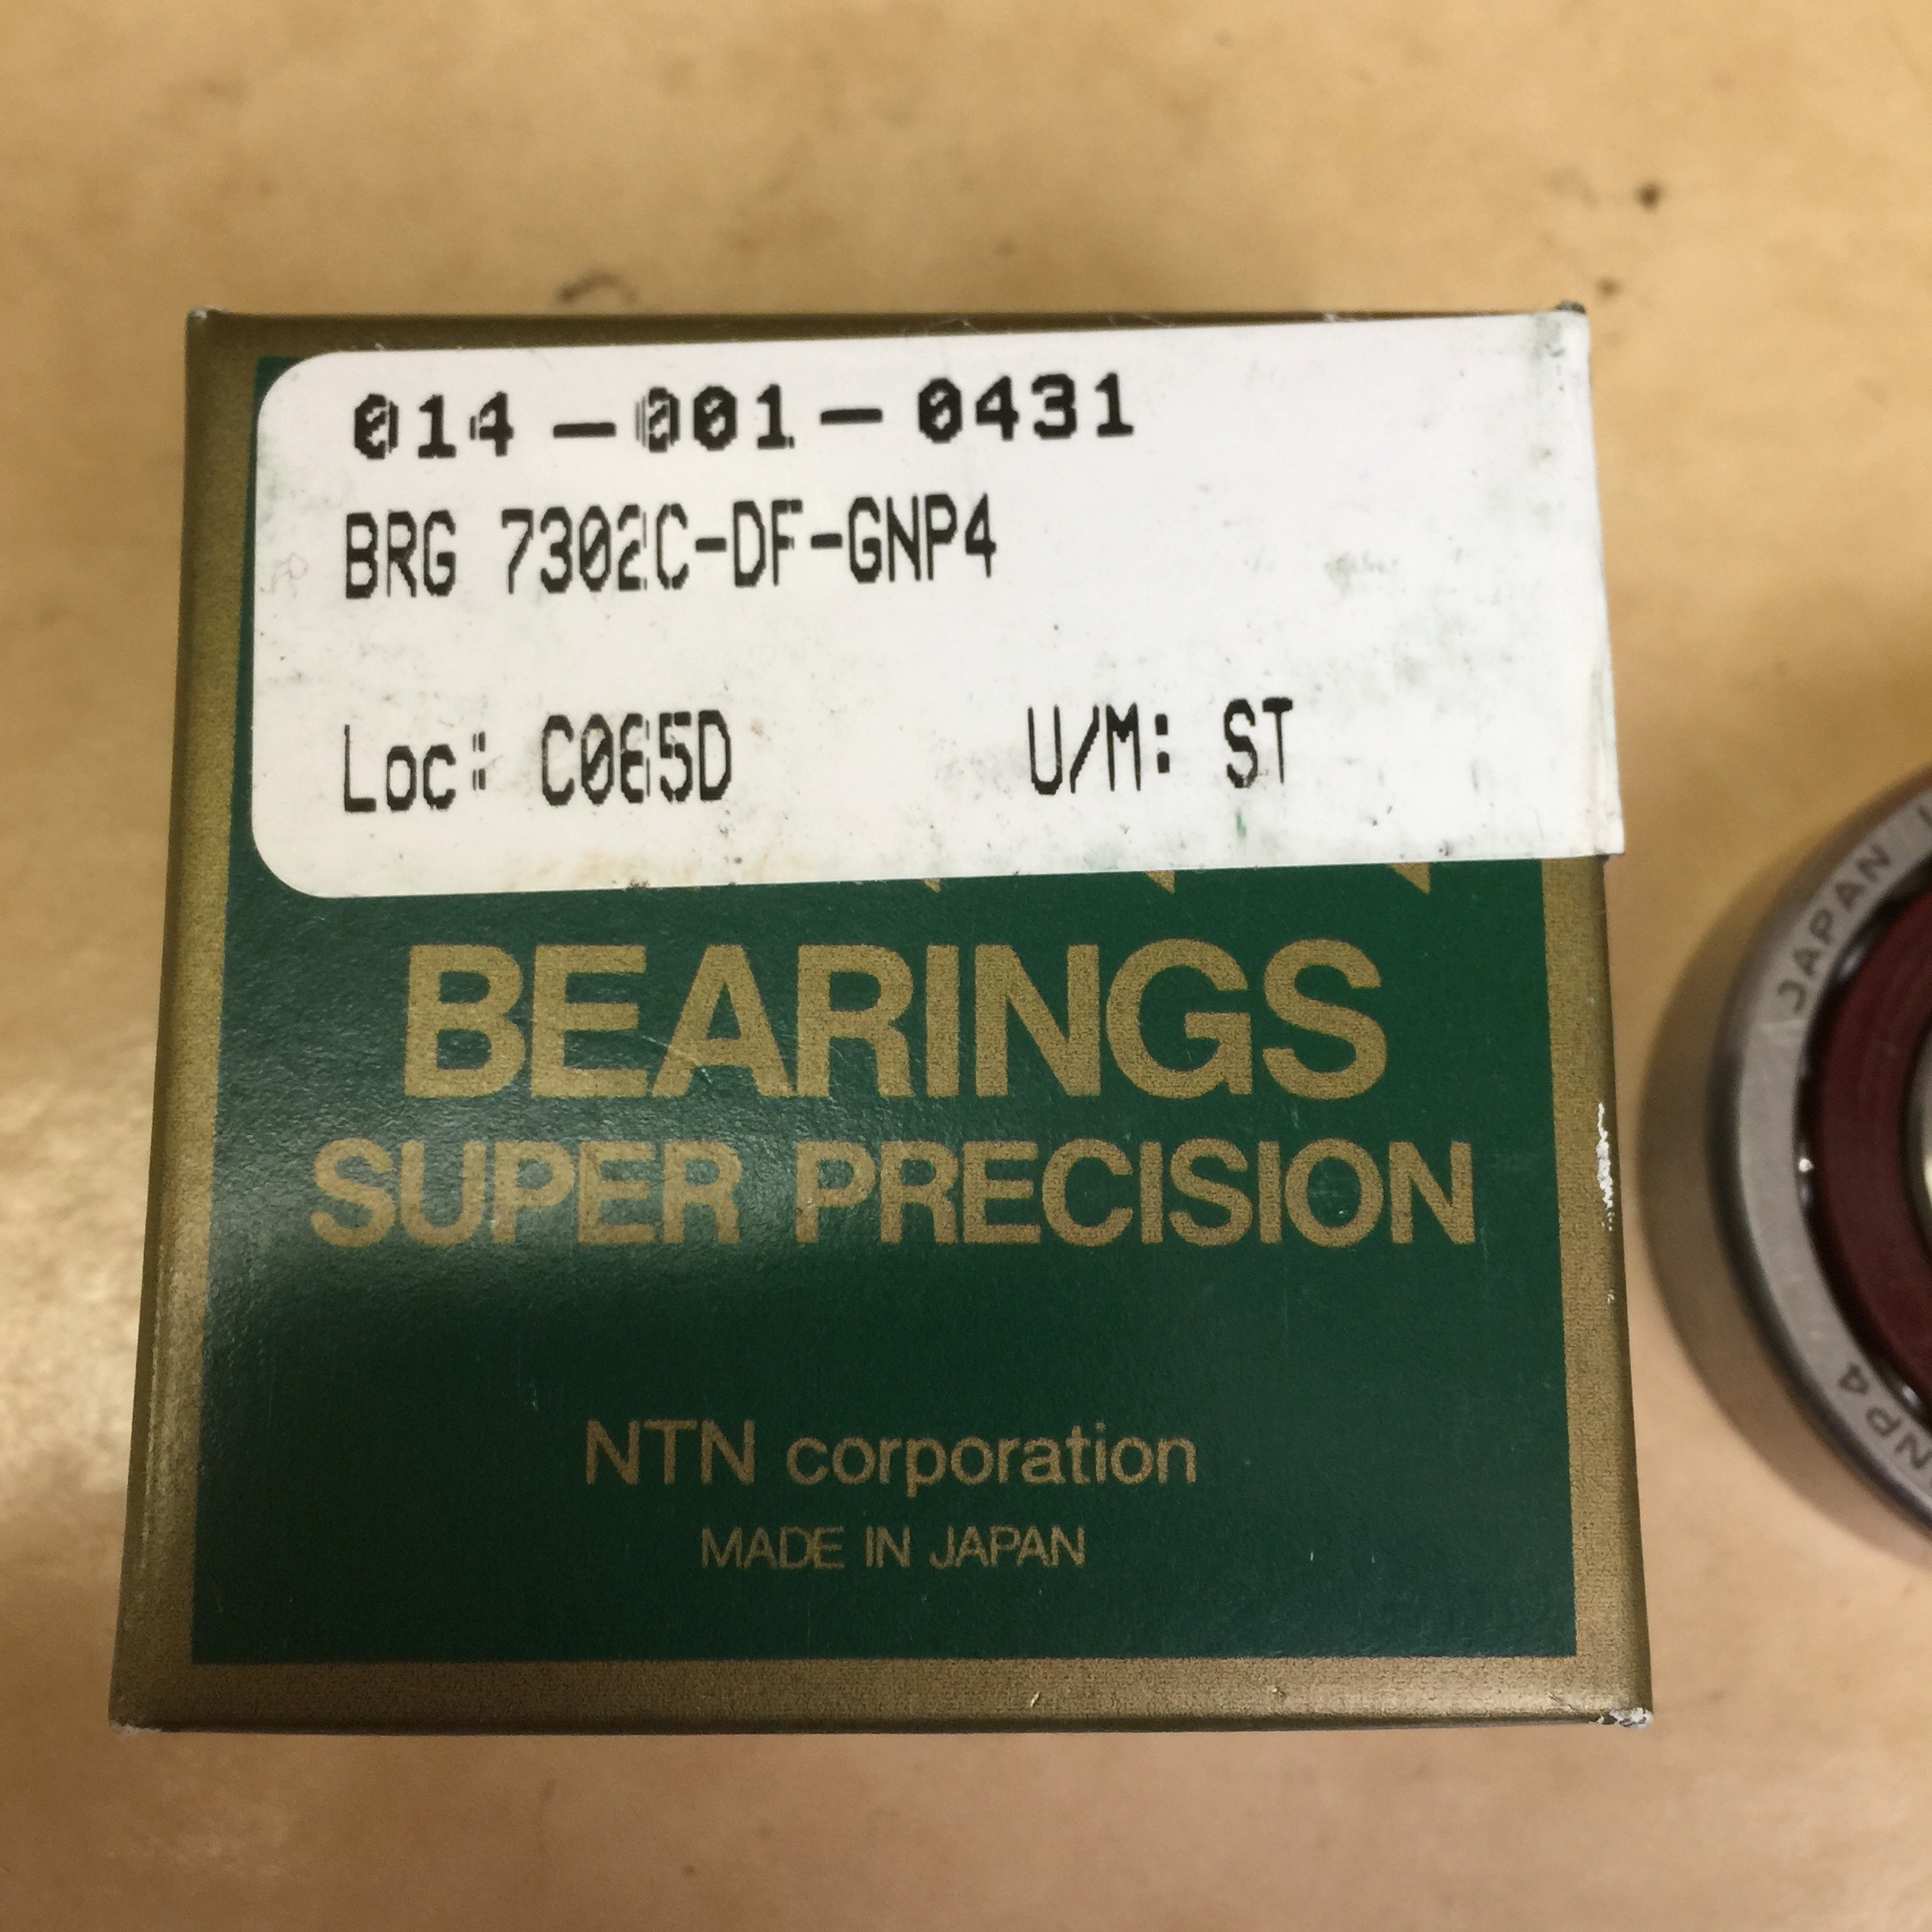 014-001-0431
BRG 7302C-DF-GNP4
Loc: C065D U/M: ST
BEARINGS
SUPER PRECISION
NTN corporation
MADE IN JAPAN
JAPAN
NP4